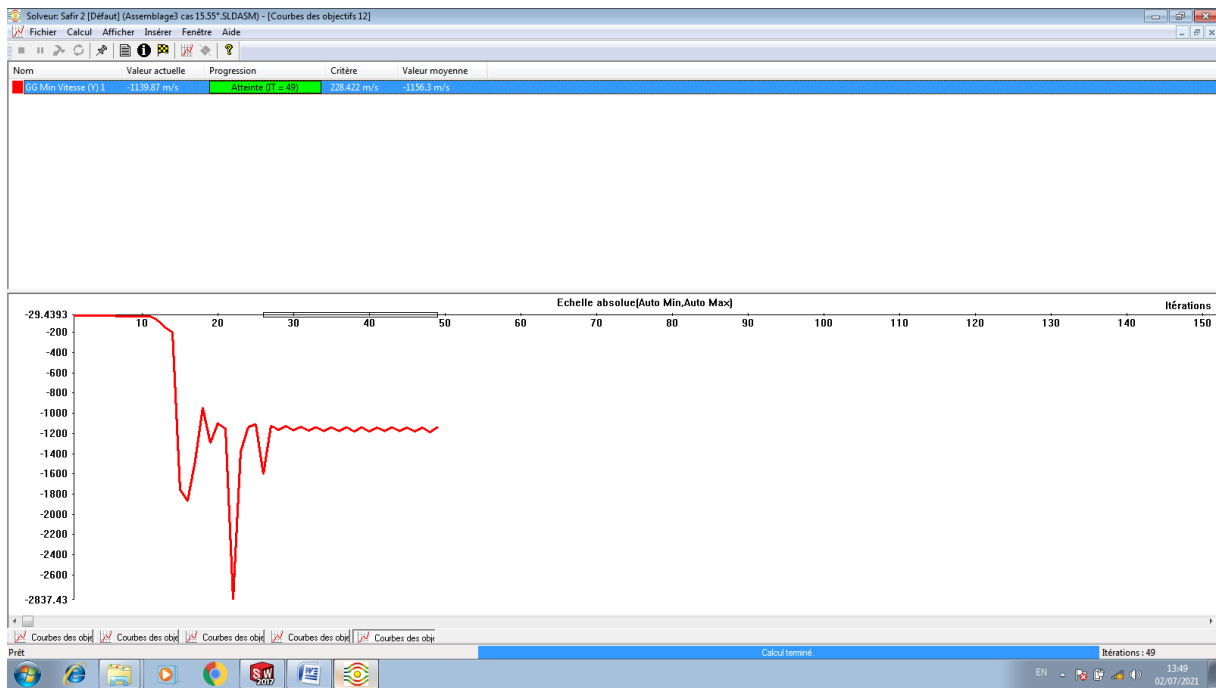 Solveur: Safir 2 [Défaut] (Assemblage3 cas 15.55°.SLDASM) - [Courbes des objectifs 12]
Fichier Calcul Afficher Insérer Fenêtre Aide
Nom Valeur actuelle Progression Critère Valeur moyenne
GG Min Vitesse (Y) 1 -1139.87 m/s Atteinte (IT = 49) 228.422 m/s -1156.3 m/s
Echelle absolue(Auto Min,Auto Max)
Itérations
-29.4393
10 20 30 40 50 60 70 80 90 100 110 120 130 140 150
-200
-400
-600
-800
-1000
-1200
-1400
-1600
-1800
-2000
-2200
-2400
-2600
-2837.43
Courbes des obje Courbes des obje Courbes des obje Courbes des obje Courbes des obje
Prêt Calcul terminé. Itérations : 49
SW 2017 W EN 13:49
02/07/2021